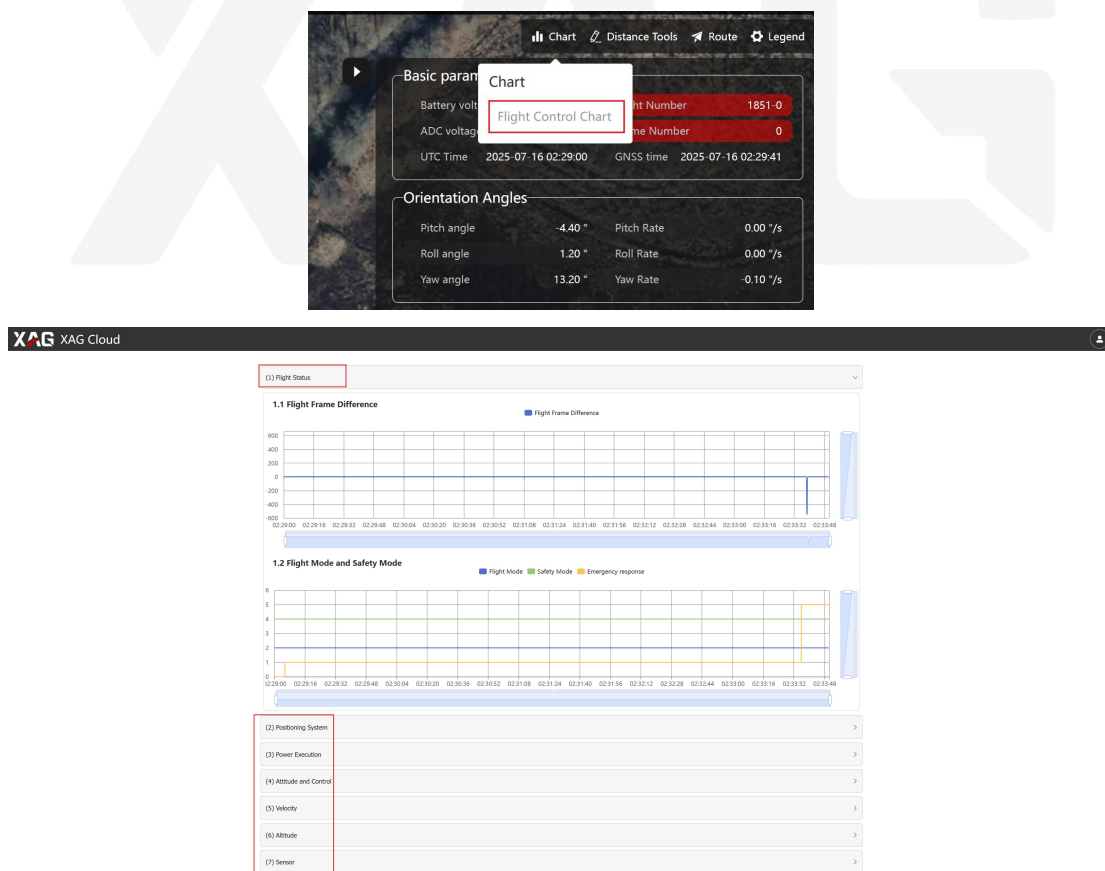 Chart Distance Tools Route Legend
Basic param
Chart
Flight Control Chart
Battery volt ht Number 1851-0
ADC voltag me Number 0
UTC Time 2025-07-16 02:29:00 GNSS time 2025-07-16 02:29:41
Orientation Angles
Pitch angle -4.40 ° Pitch Rate 0.00 °/s
Roll angle 1.20 ° Roll Rate 0.00 °/s
Yaw angle 13.20 ° Yaw Rate -0.10 °/s
XAG XAG Cloud
(1) Flight Status
1.1 Flight Frame Difference
Flight Frame Difference
600
400
200
0
-200
-400
-600
02:29:00 02:29:16 02:29:32 02:29:48 02:30:04 02:30:20 02:30:36 02:30:52 02:31:08 02:31:24 02:31:40 02:31:56 02:32:12 02:32:28 02:32:44 02:33:00 02:33:16 02:33:32 02:33:48
1.2 Flight Mode and Safety Mode
Flight Mode Safety Mode Emergency response
6
5
4
3
2
1
0
02:29:00 02:29:16 02:29:32 02:29:48 02:30:04 02:30:20 02:30:36 02:30:52 02:31:08 02:31:24 02:31:40 02:31:56 02:32:12 02:32:28 02:32:44 02:33:00 02:33:16 02:33:32 02:33:48
(2) Positioning System
(3) Power Execution
(4) Attitude and Control
(5) Velocity
(6) Altitude
(7) Sensor